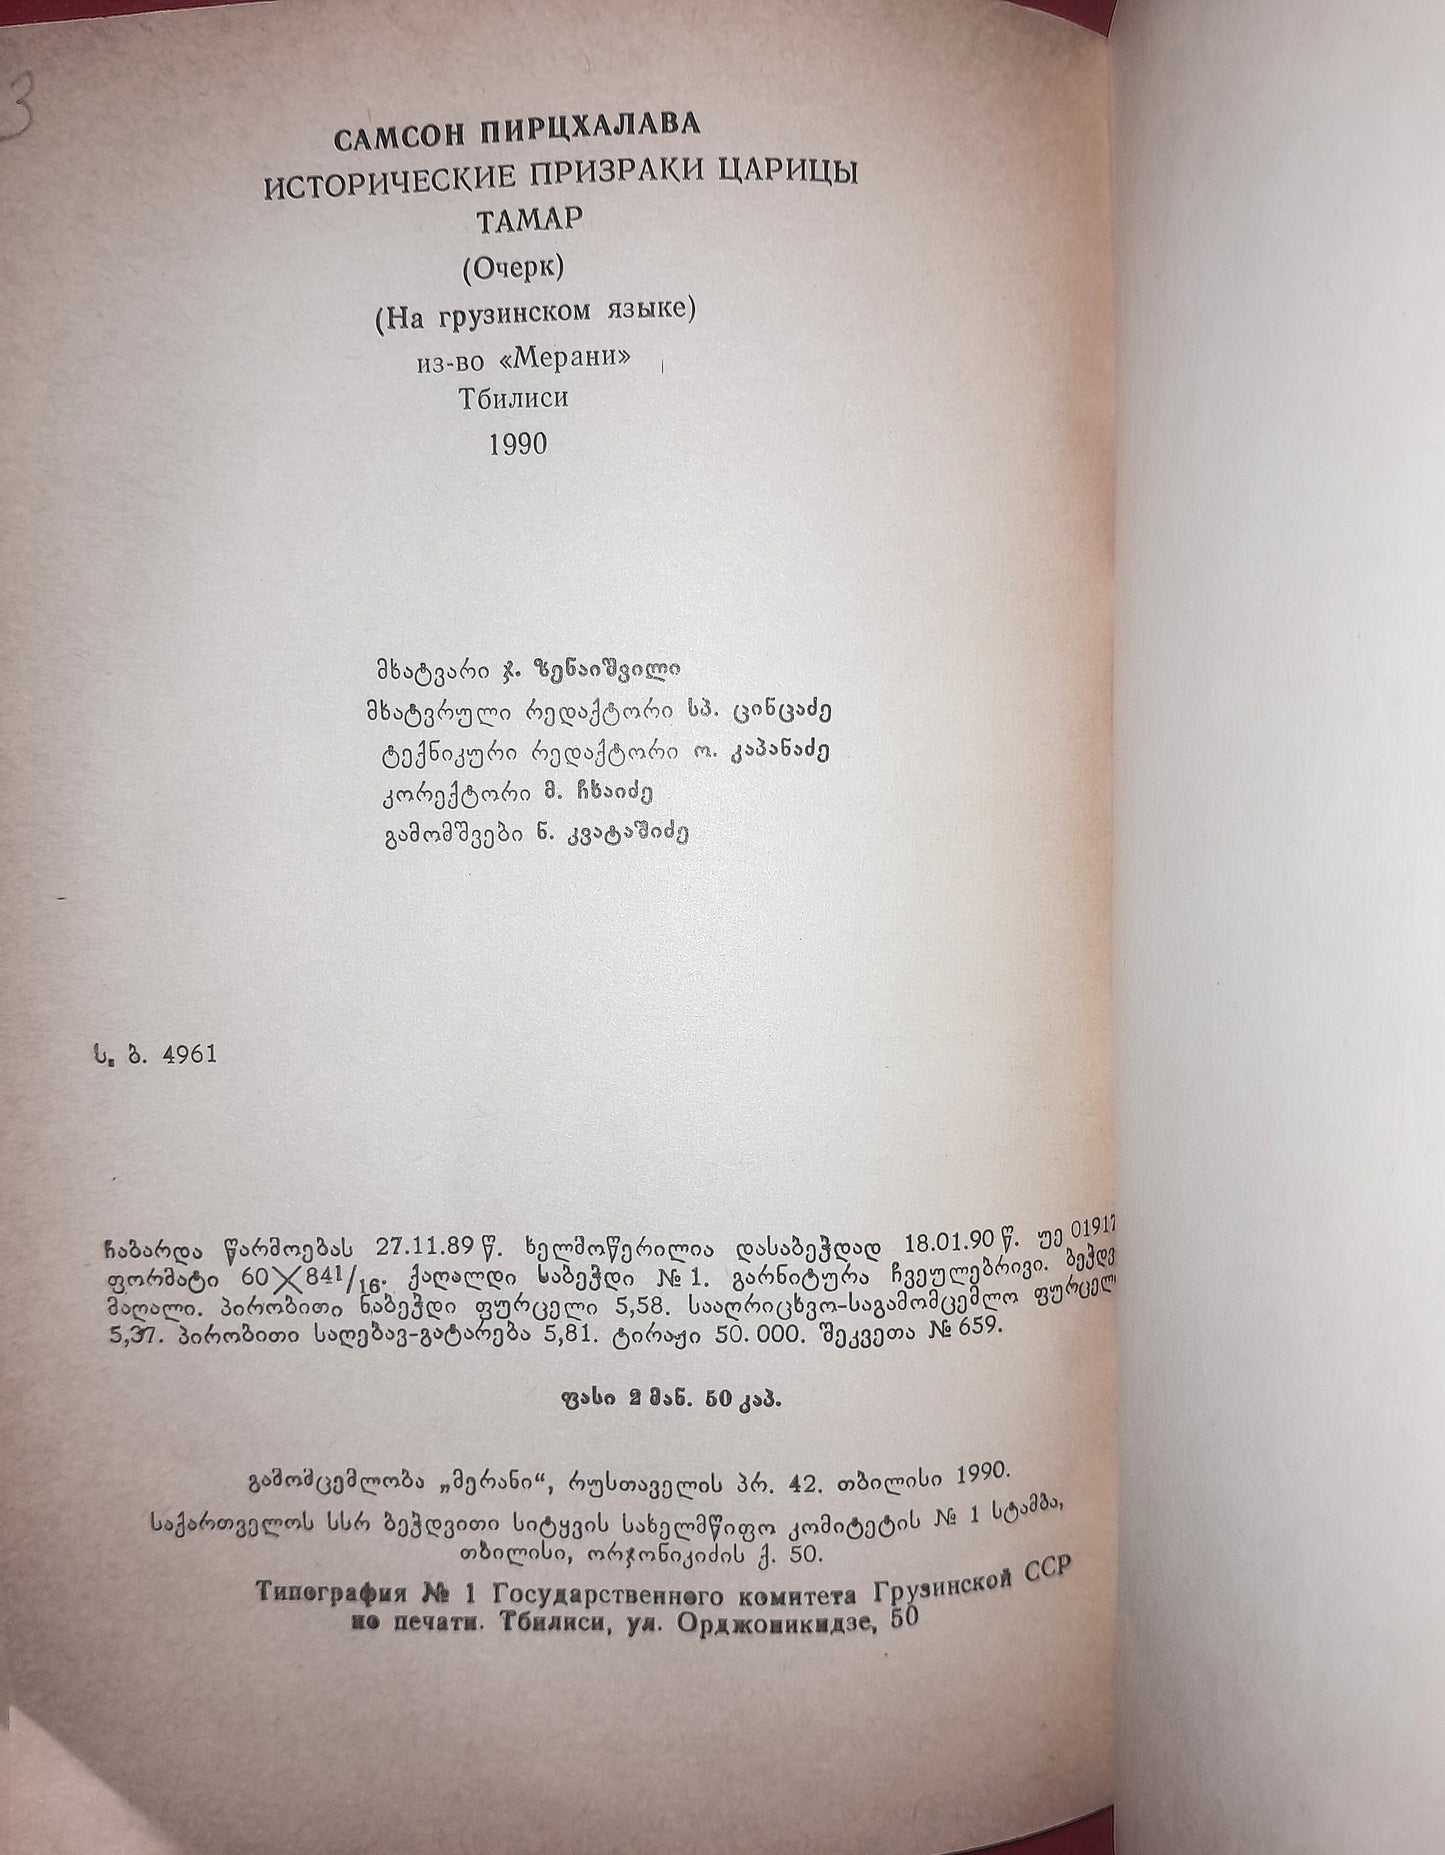 3
САМСОН ПИРЦХАЛАВА
ИСТОРИЧЕСКИЕ ПРИЗРАКИ ЦАРИЦЫ
ТАМАР
(Очерк)
(На грузинском языке)
из-во «Мерани»
Тбилиси
1990
მხატვარი ჯ. ზენაიშვილი
მხატვრული რედაქტორი სპ. ცინცაძე
ტექნიკური რედაქტორი ო. კაპანაძე
კორექტორი მ. ჩხაიძე
გამომშვები ნ. კვატაშიძე
ს. ბ. 4961
ჩაბარდა წარმოებას 27.11.89 წ. ხელმოწერილია დასაბეჭდად 18.01.90 წ. უე 01917
ფორმატი 60×84¹/₁₆. ქაღალდი საბეჭდი № 1. გარნიტურა ჩვეულებრივი. ბეჭდვ
მაღალი. პირობითი ნაბეჭდი ფურცელი 5,58. სააღრიცხვო-საგამომცემლო ფურცელი
5,37. პირობითი საღებავ-გატარება 5,81. ტირაჟი 50.000. შეკვეთა № 659.
ფასი 2 მან. 50 კაპ.
გამომცემლობა „მერანი“, რუსთაველის პრ. 42. თბილისი 1990.
საქართველოს სსრ ბეჭდვითი სიტყვის სახელმწიფო კომიტეტის № 1 სტამბა,
თბილისი, ორჯონიკიძის ქ. 50.
Типография № 1 Государственного комитета Грузинской ССР
по печати. Тбилиси, ул. Орджоникидзе, 50